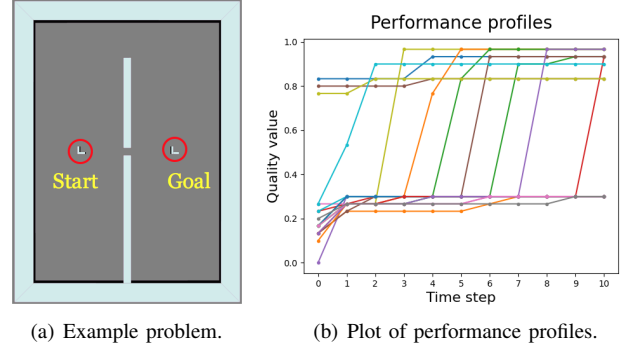 Start
Goal
(a) Example problem.
Performance profiles
Quality value
1.0
0.8
0.6
0.4
0.2
0.0
0 1 2 3 4 5 6 7 8 9 10
Time step
(b) Plot of performance profiles.